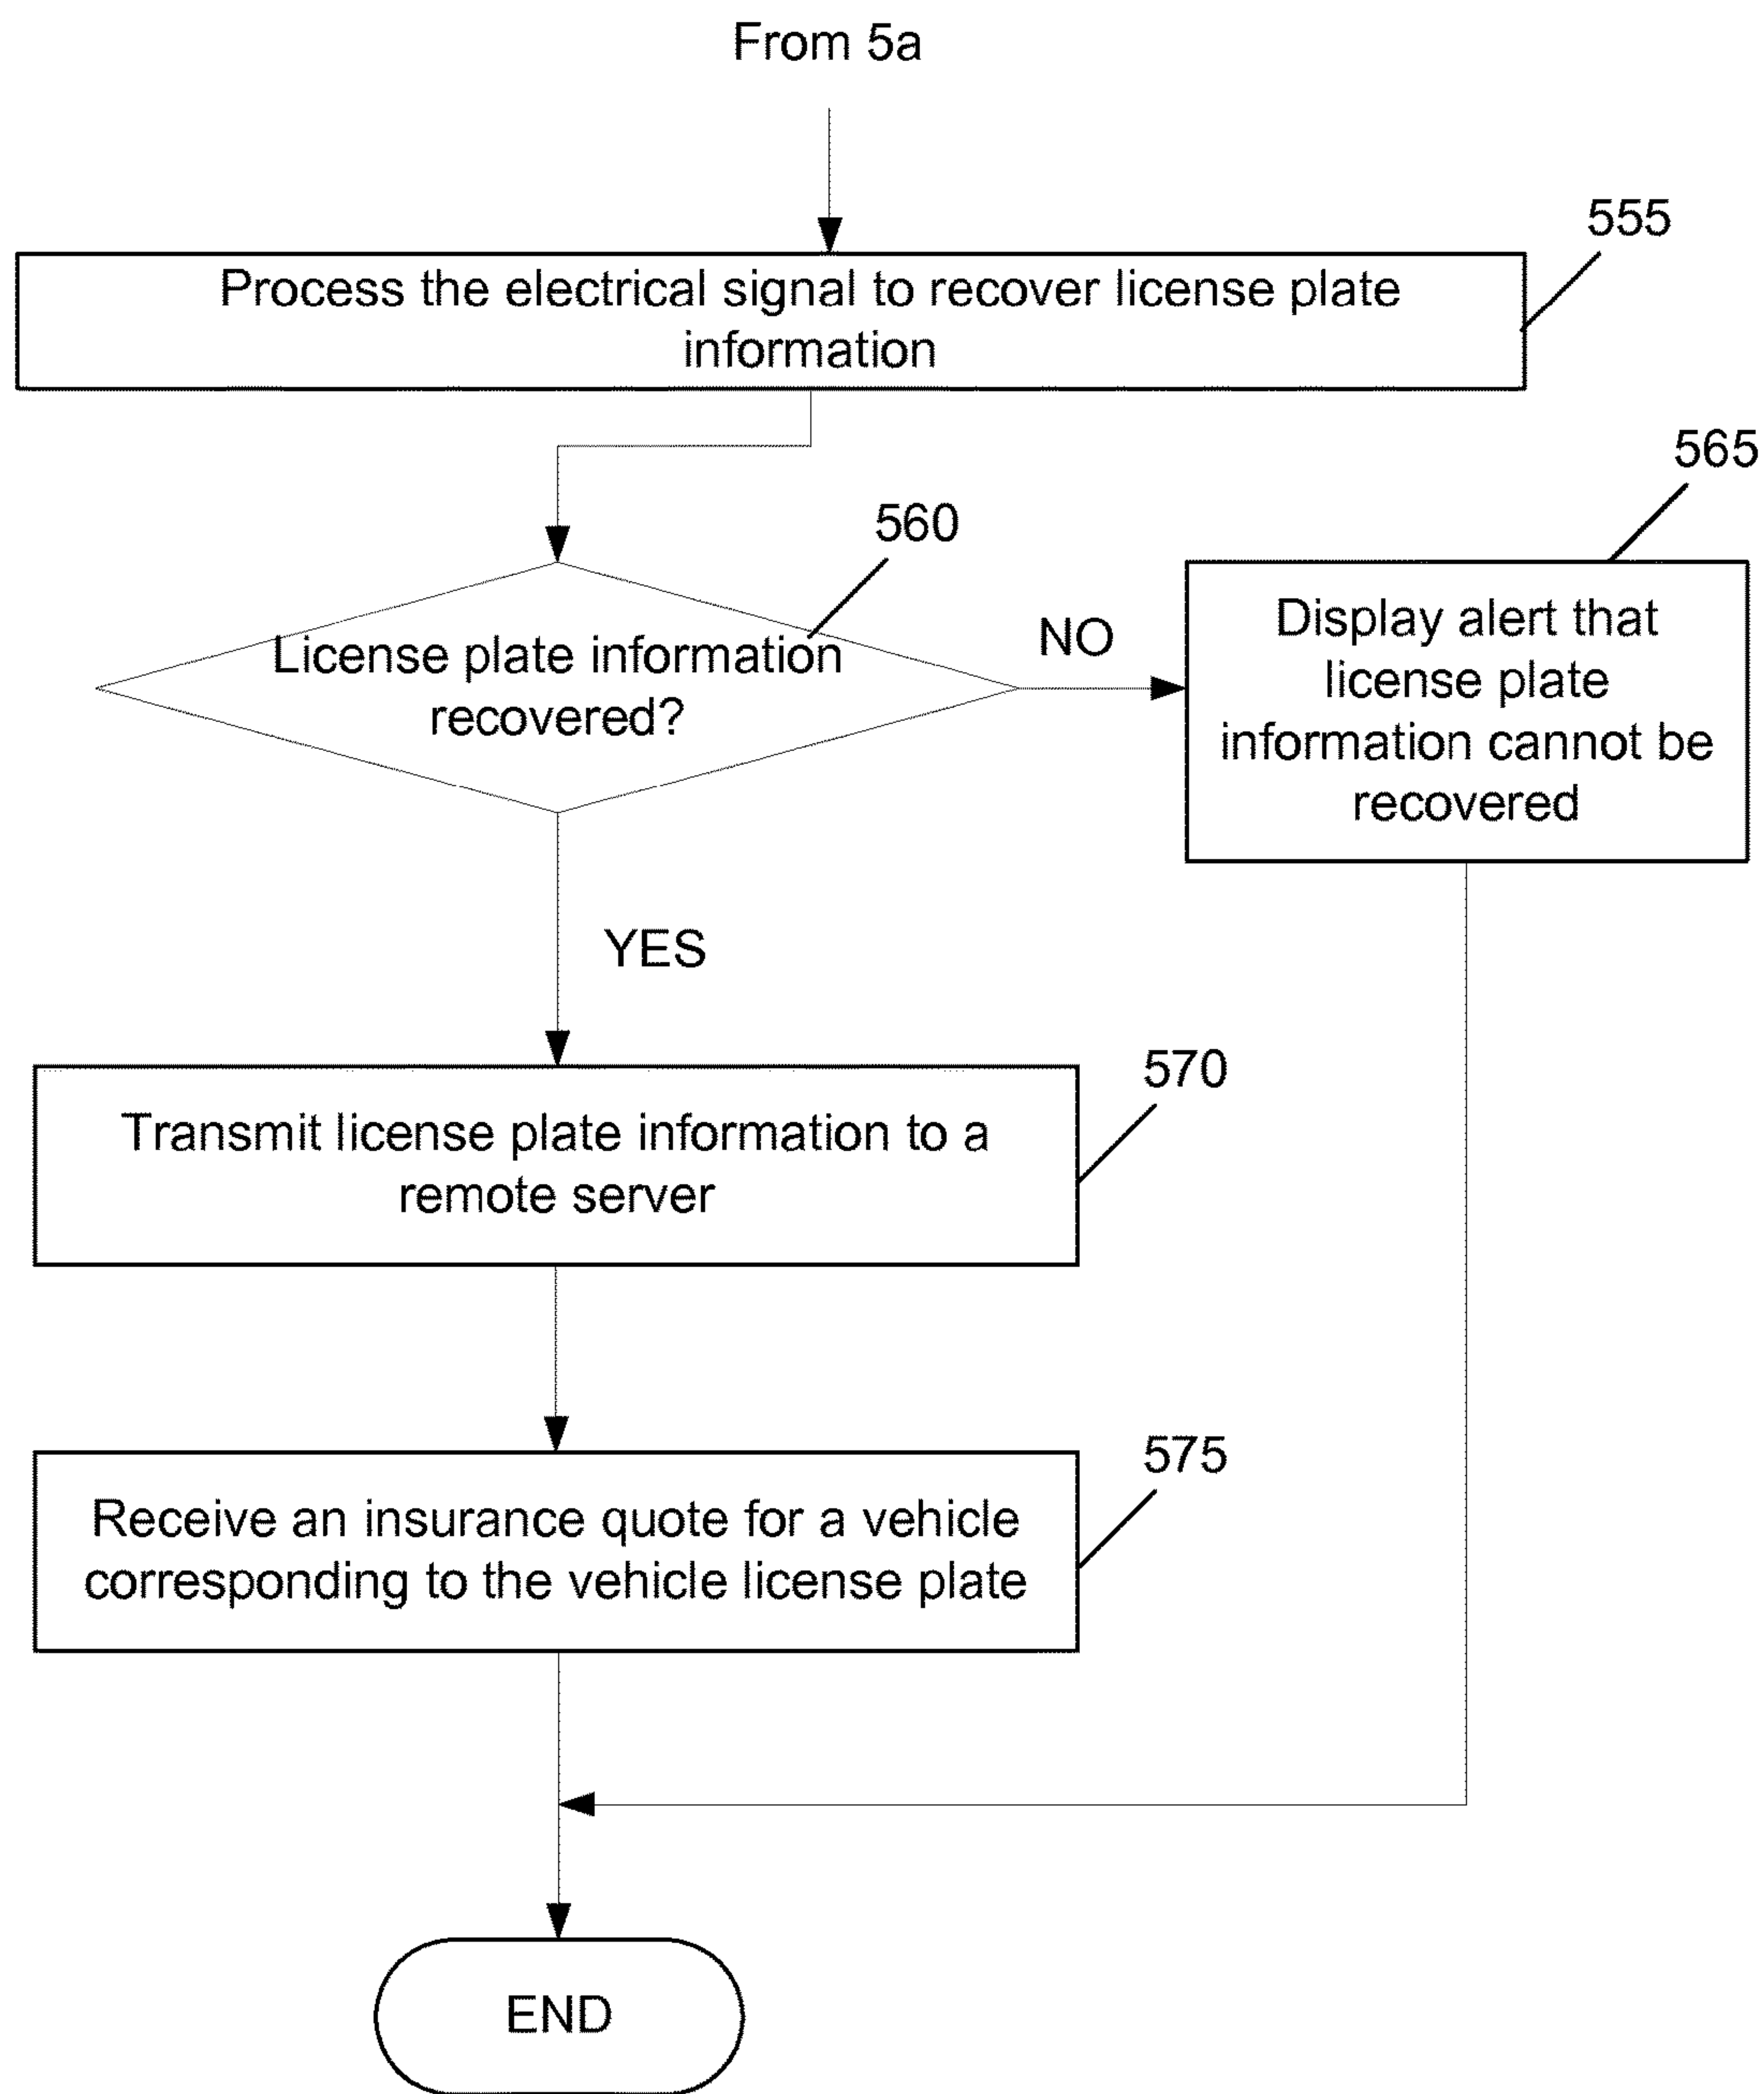 From 5a
555
Process the electrical signal to recover license plate
information
565
560
License plate information
recovered?
NO
Display alert that
license plate
information cannot be
recovered
YES
570
Transmit license plate information to a
remote server
575
Receive an insurance quote for a vehicle
corresponding to the vehicle license plate
END